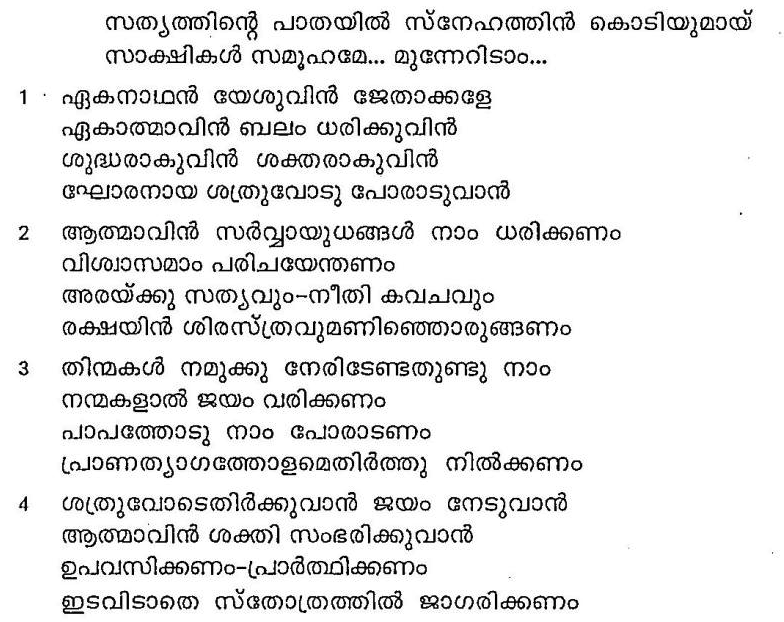 സത്യത്തിന്റെ പാതയിൽ സ്നേഹത്തിൻ കൊടിയുമായ്
സാക്ഷികൾ സമൂഹമേ... മുന്നേറിടാം...
1 ഏകനാഥൻ യേശുവിൻ ജേതാക്കളേ
ഏകാത്മാവിൻ ബലം ധരിക്കുവിൻ
ശുദ്ധരാകുവിൻ ശക്തരാകുവിൻ
ഘോരനായ ശത്രുവോടു പോരാടുവാൻ
2 ആത്മാവിൻ സർവ്വായുധങ്ങൾ നാം ധരിക്കണം
വിശ്വാസമാം പരിചയേന്തണം
അരയ്ക്കു സത്യവും-നീതി കവചവും
രക്ഷയിൻ ശിരസ്ത്രവുമണിഞ്ഞൊരുങ്ങണം
3 തിന്മകൾ നമുക്കു നേരിടേണ്ടതുണ്ടു നാം
നന്മകളാൽ ജയം വരിക്കണം
പാപത്തോടു നാം പോരാടണം
പ്രാണത്യാഗത്തോളമെതിർത്തു നിൽക്കണം
4 ശത്രുവോടെതിർക്കുവാൻ ജയം നേടുവാൻ
ആത്മാവിൻ ശക്തി സംഭരിക്കുവാൻ
ഉപവസിക്കണം-പ്രാർത്ഥിക്കണം
ഇടവിടാതെ സ്തോത്രത്തിൽ ജാഗരിക്കണം